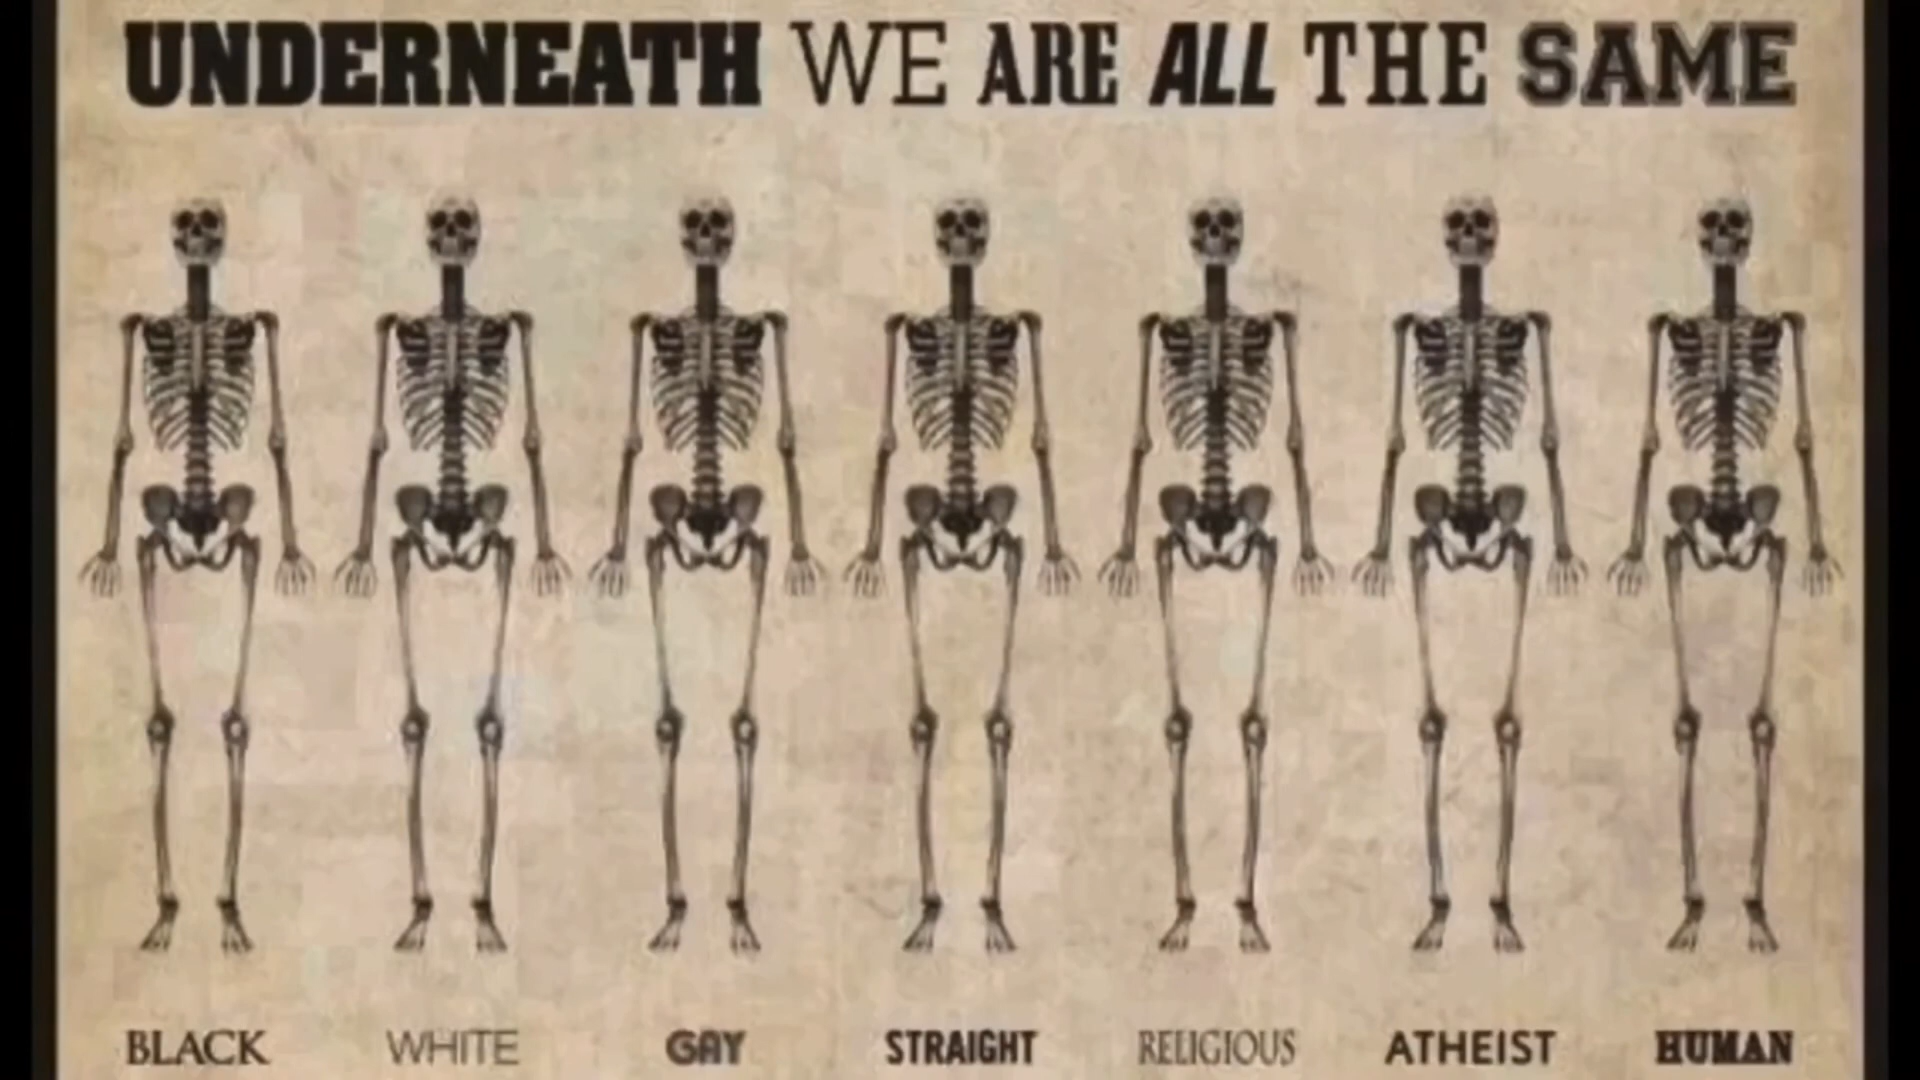 UNDERNEATH WE ARE ALL THE SAME
BLACK WHITE GAY STRAIGHT RELIGIOUS ATHEIST HUMAN